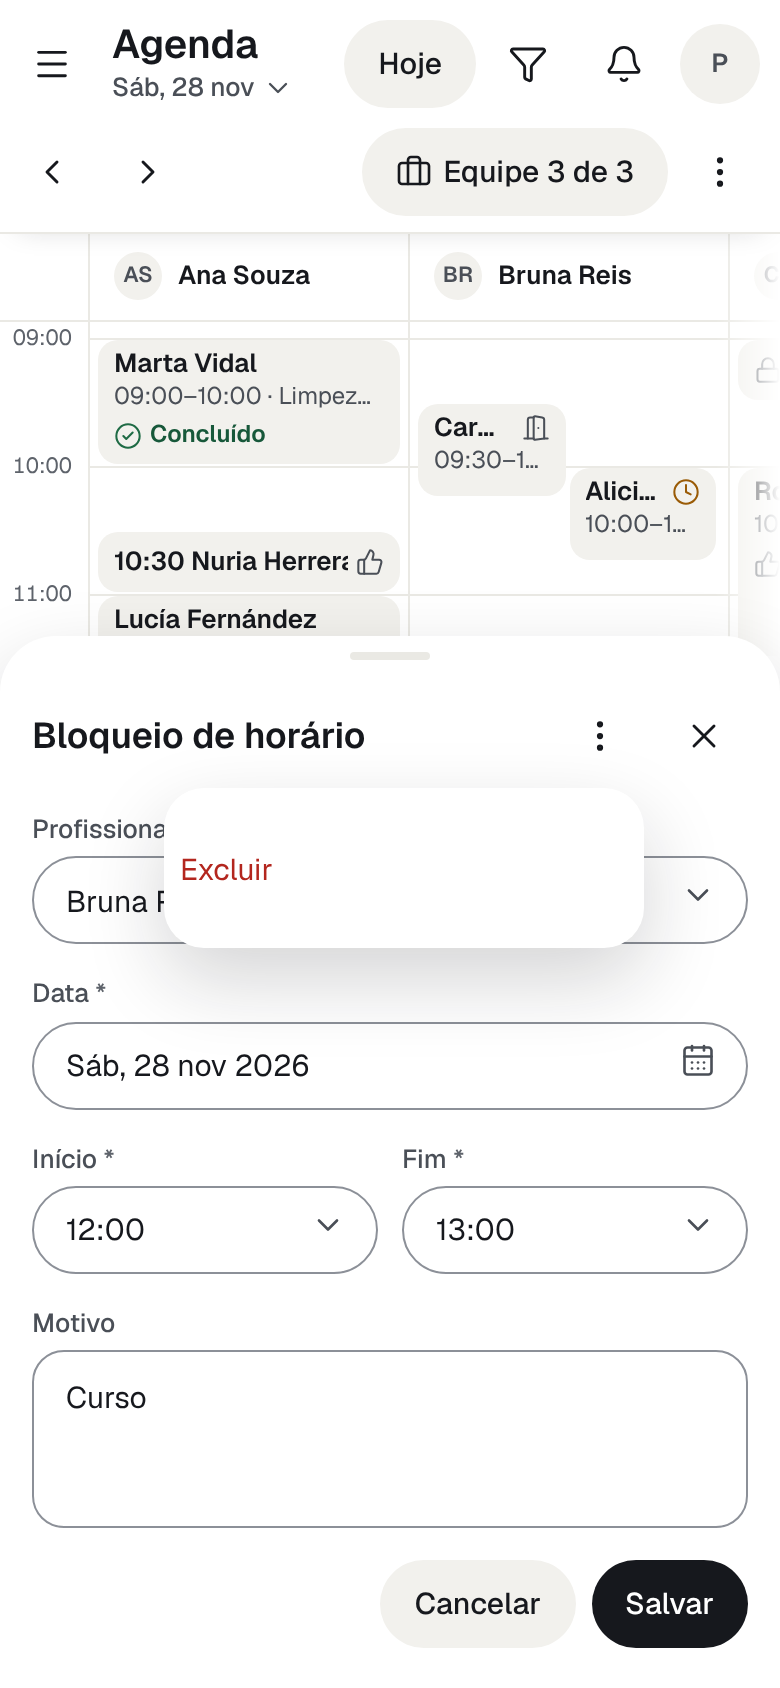 Agenda
Sáb, 28 nov
Hoje
P
Equipe 3 de 3
AS Ana Souza
BR Bruna Reis
09:00
Marta Vidal
09:00–10:00 · Limpez...
Concluído
Car...
09:30–1...
10:00
Alici...
10:00–1...
10:30 Nuria Herrera
11:00
Lucía Fernández
Bloqueio de horário
Excluir
Bruna
Data *
Sáb, 28 nov 2026
Início *
Fim *
12:00
13:00
Motivo
Curso
Cancelar
Salvar